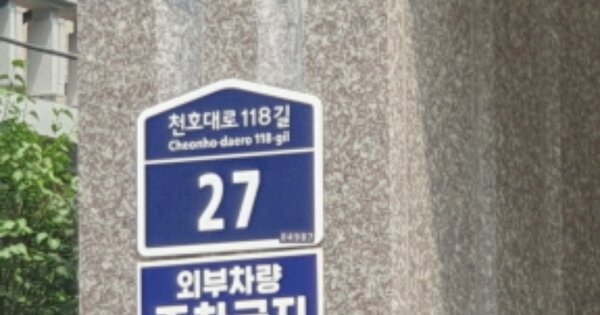 천호대로118길
Cheonho-daero 118-gil
27
외부차량